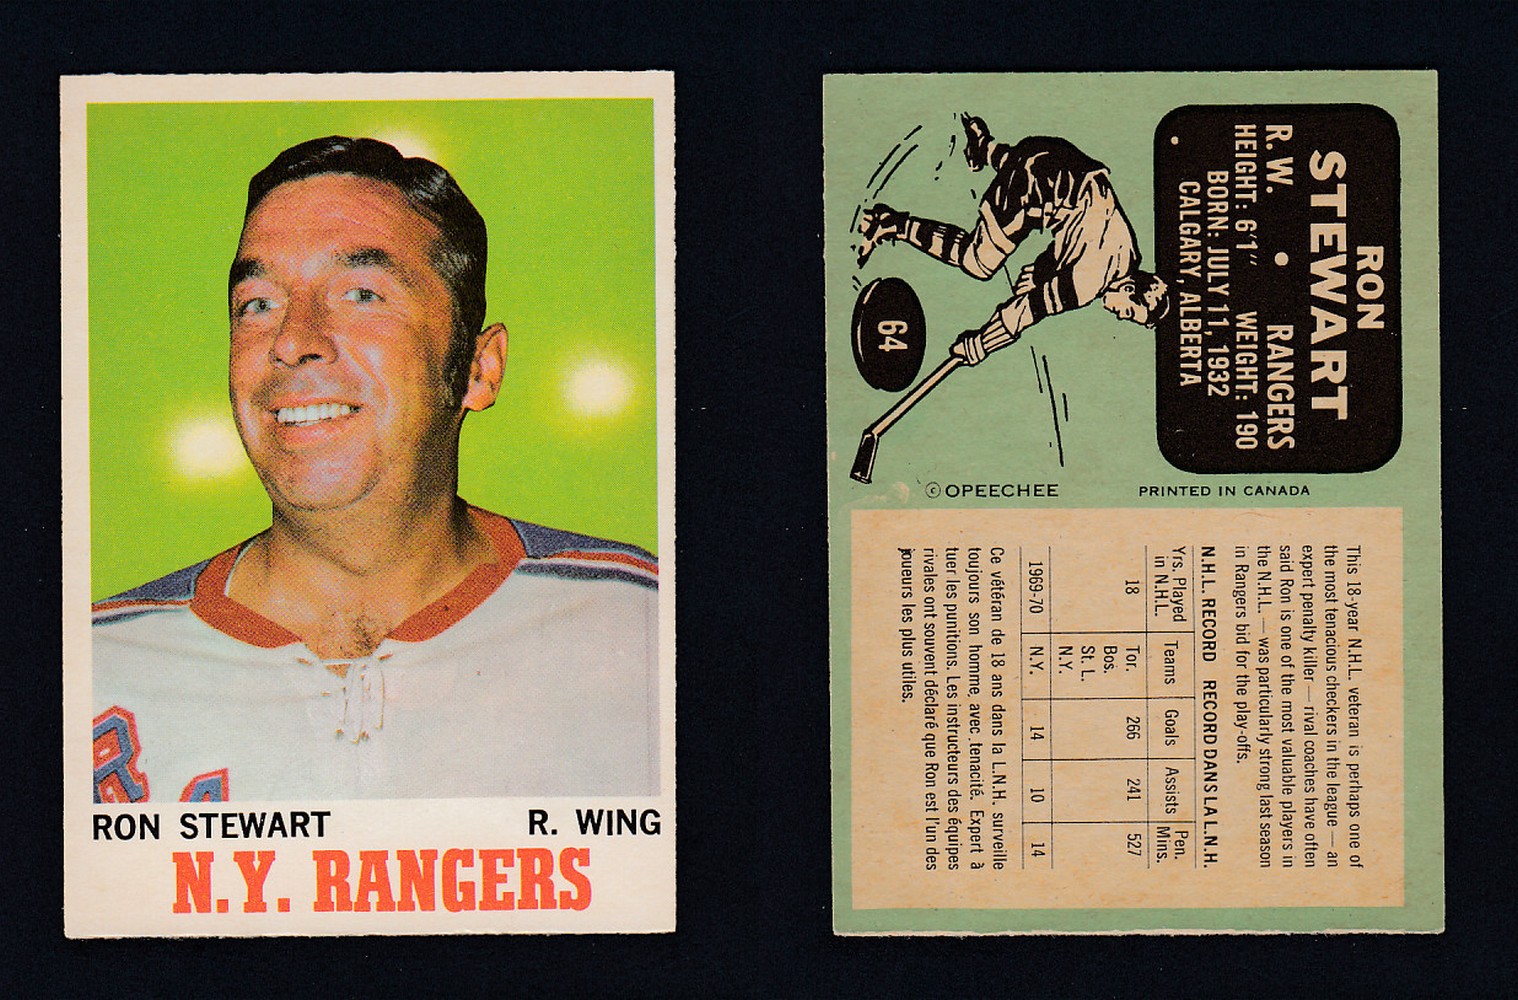 RON STEWART R. WING
N.Y. RANGERS
RON
STEWART
R. W. • RANGERS
HEIGHT: 6'1" WEIGHT: 190
BORN: JULY 11, 1932
CALGARY, ALBERTA
64
© OPEECHEE PRINTED IN CANADA
This 18-year N.H.L. veteran is perhaps one of
the most tenacious checkers in the league — an
expert penalty killer — rival coaches have often
said Ron is one of the most valuable players in
the N.H.L. — was particularly strong last season
in Rangers bid for the play-offs.
N.H.L. RECORD RECORD DANS LA L.N.H.
Yrs. Played Teams Goals Assists Pen.
in N.H.L. Mins.
18 Tor. 266 241 527
Bos.
St. L.
N.Y.
1969-70 N.Y. 14 10 14
Ce vétéran de 18 ans dans la L.N.H. surveille
toujours son homme, avec tenacité. Expert à
tuer les punitions. Les instructeurs des équipes
rivales ont souvent déclaré que Ron est l'un des
joueurs les plus utiles.